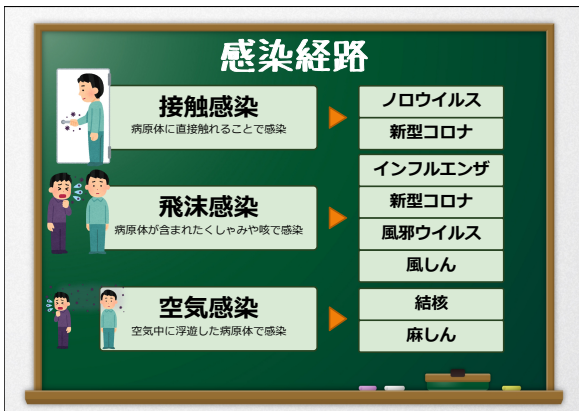 感染経路
接触感染
病原体に直接触れることで感染
ノロウイルス
新型コロナ
飛沫感染
病原体が含まれたくしゃみや咳で感染
インフルエンザ
新型コロナ
風邪ウイルス
風しん
空気感染
空気中に浮遊した病原体で感染
結核
麻しん